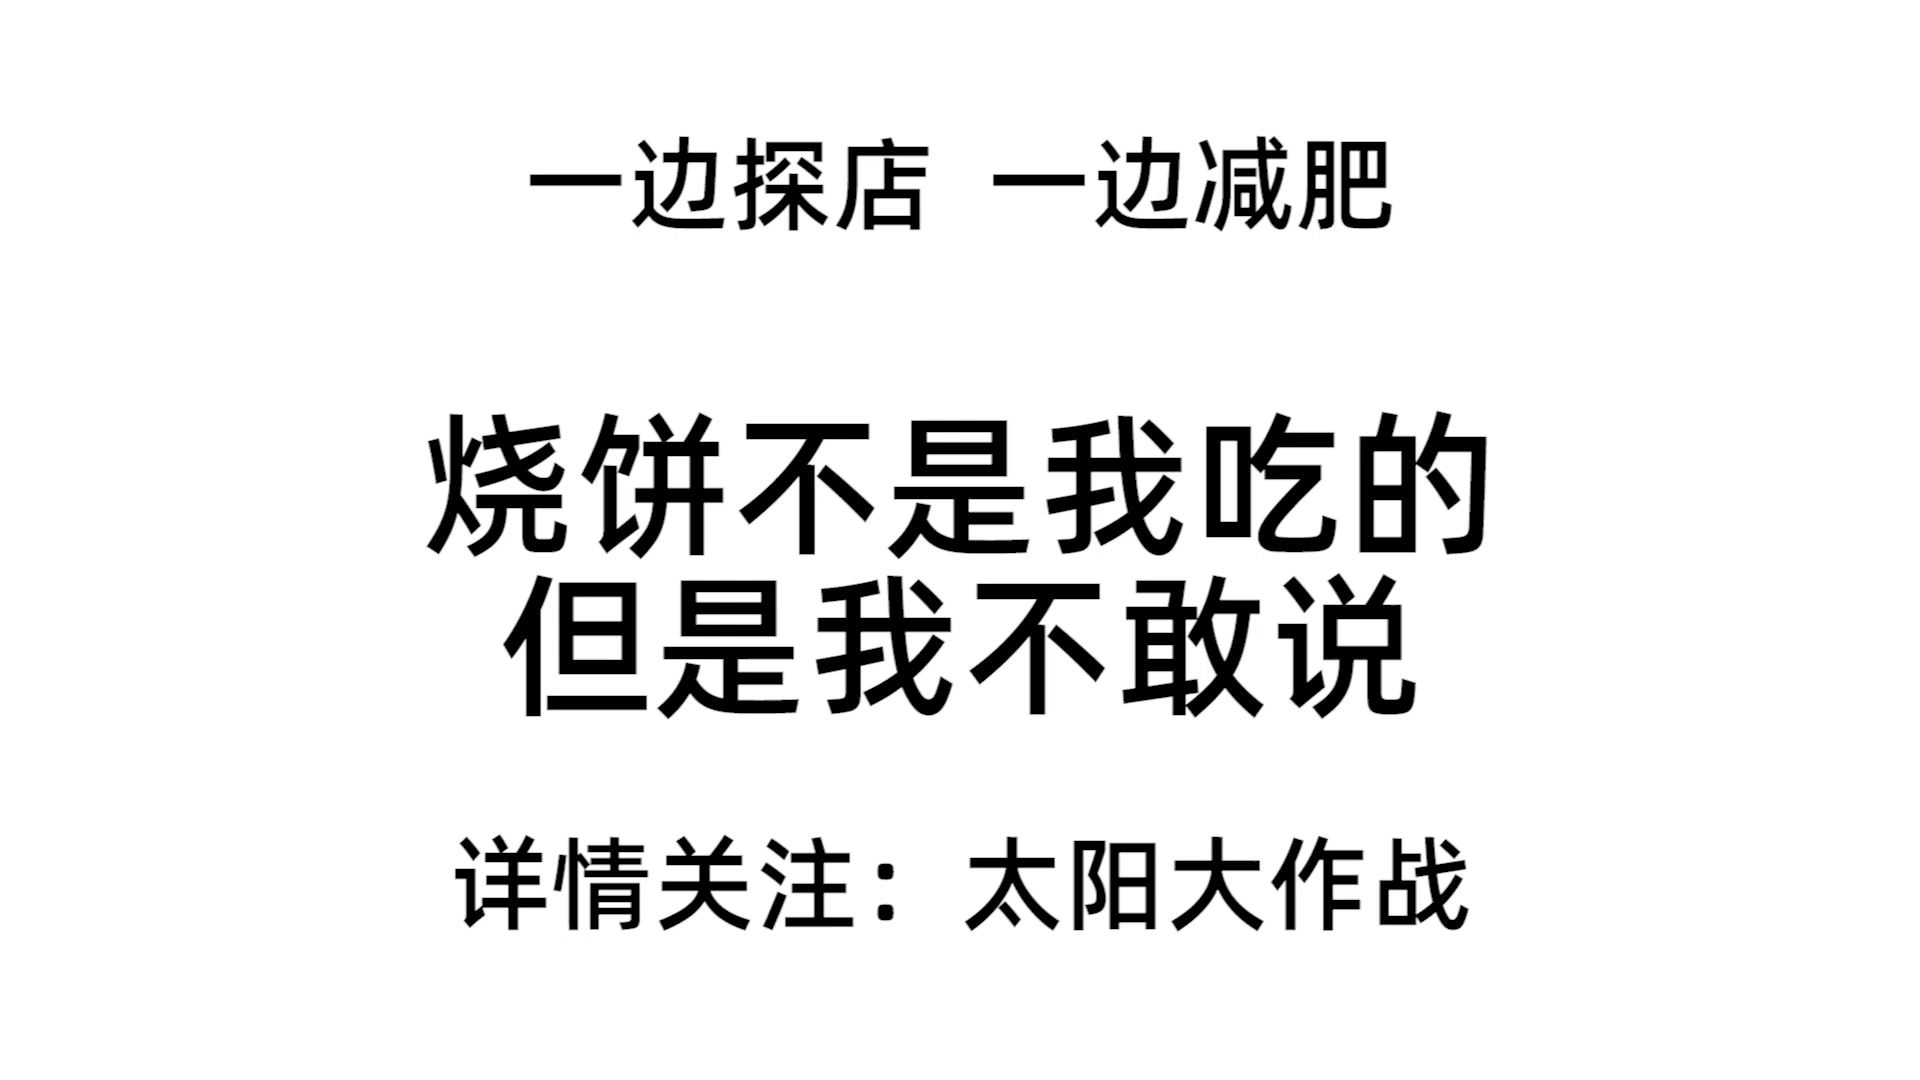 一边探店 一边减肥
烧饼不是我吃的
但是我不敢说
详情关注：太阳大作战